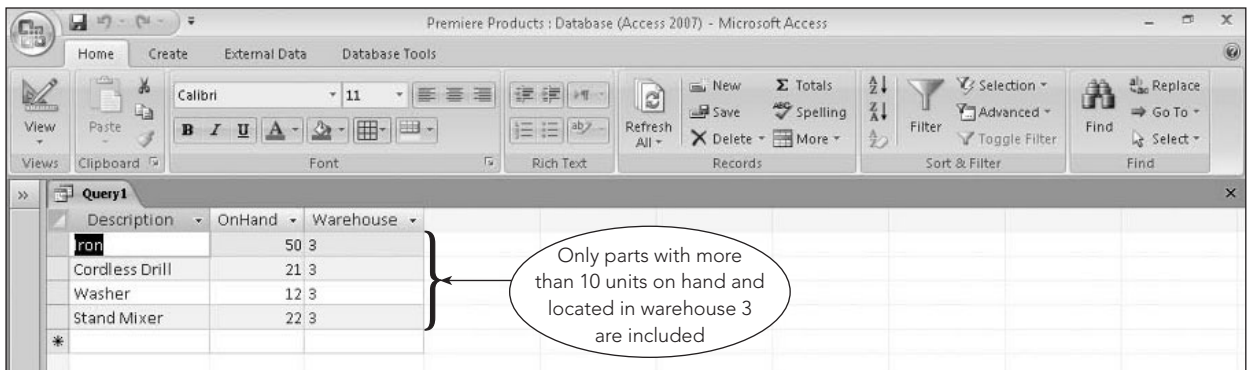 Premiere Products : Database (Access 2007) - Microsoft Access
Home Create External Data Database Tools
View
Paste
Calibri 11
B I U A
Refresh All
New
Save
Delete
Σ Totals
Spelling
More
Filter
Selection
Advanced
Toggle Filter
Find
Replace
Go To
Select
Views Clipboard Font Rich Text Records Sort & Filter Find
Query1
Description OnHand Warehouse
Iron 50 3
Cordless Drill 21 3
Washer 12 3
Stand Mixer 22 3
Only parts with more
than 10 units on hand and
located in warehouse 3
are included